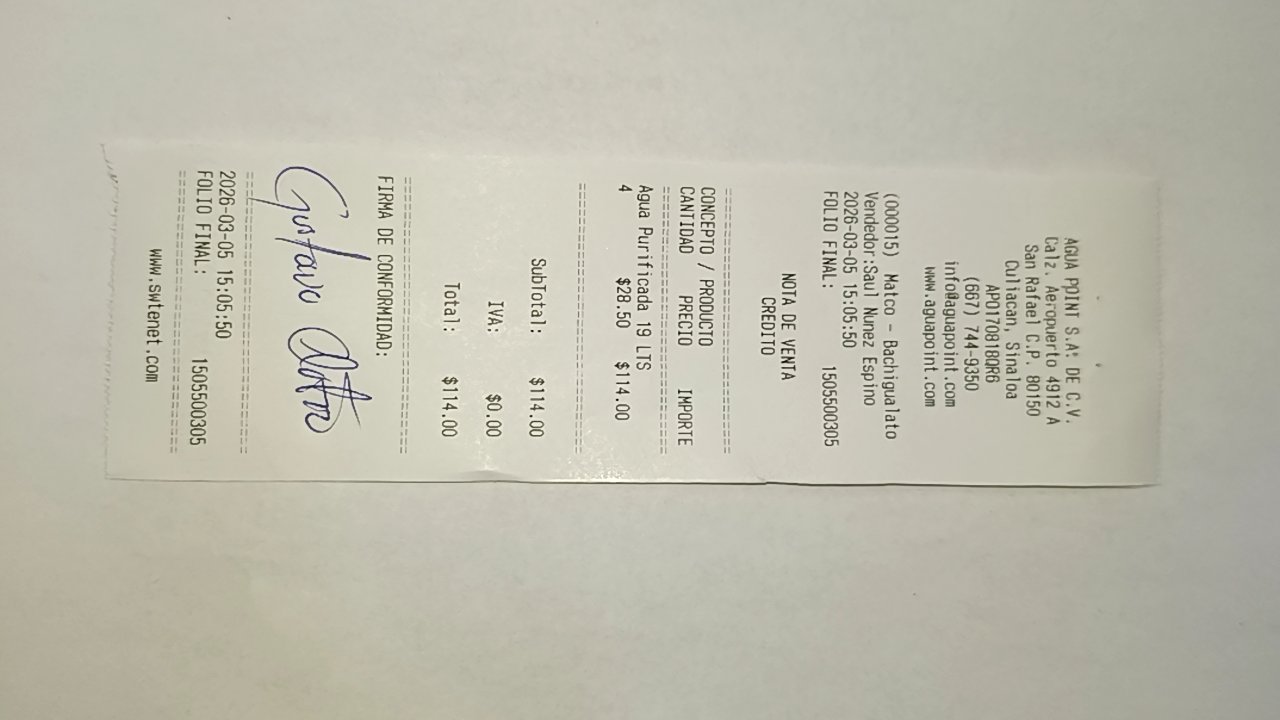 AGUA POINT S.A. DE C.V.
Calz. Aeropuerto 4912 A
San Rafael C.P. 80150
Culiacan, Sinaloa
APO170818QR6
(667) 744-9350
info@aguapoint.com
www.aguapoint.com
(000015) Matco - Bachigualato
Vendedor:Saul Nunez Espino
2026-03-05 15:05:50
FOLIO FINAL: 1505500305
NOTA DE VENTA
CREDITO
CONCEPTO / PRODUCTO
CANTIDAD PRECIO IMPORTE
Agua Purificada 19 LTS
4 $28.50 $114.00
SubTotal: $114.00
IVA: $0.00
Total: $114.00
FIRMA DE CONFORMIDAD:
Gustavo
2026-03-05 15:05:50
FOLIO FINAL: 1505500305
www.swtenet.com